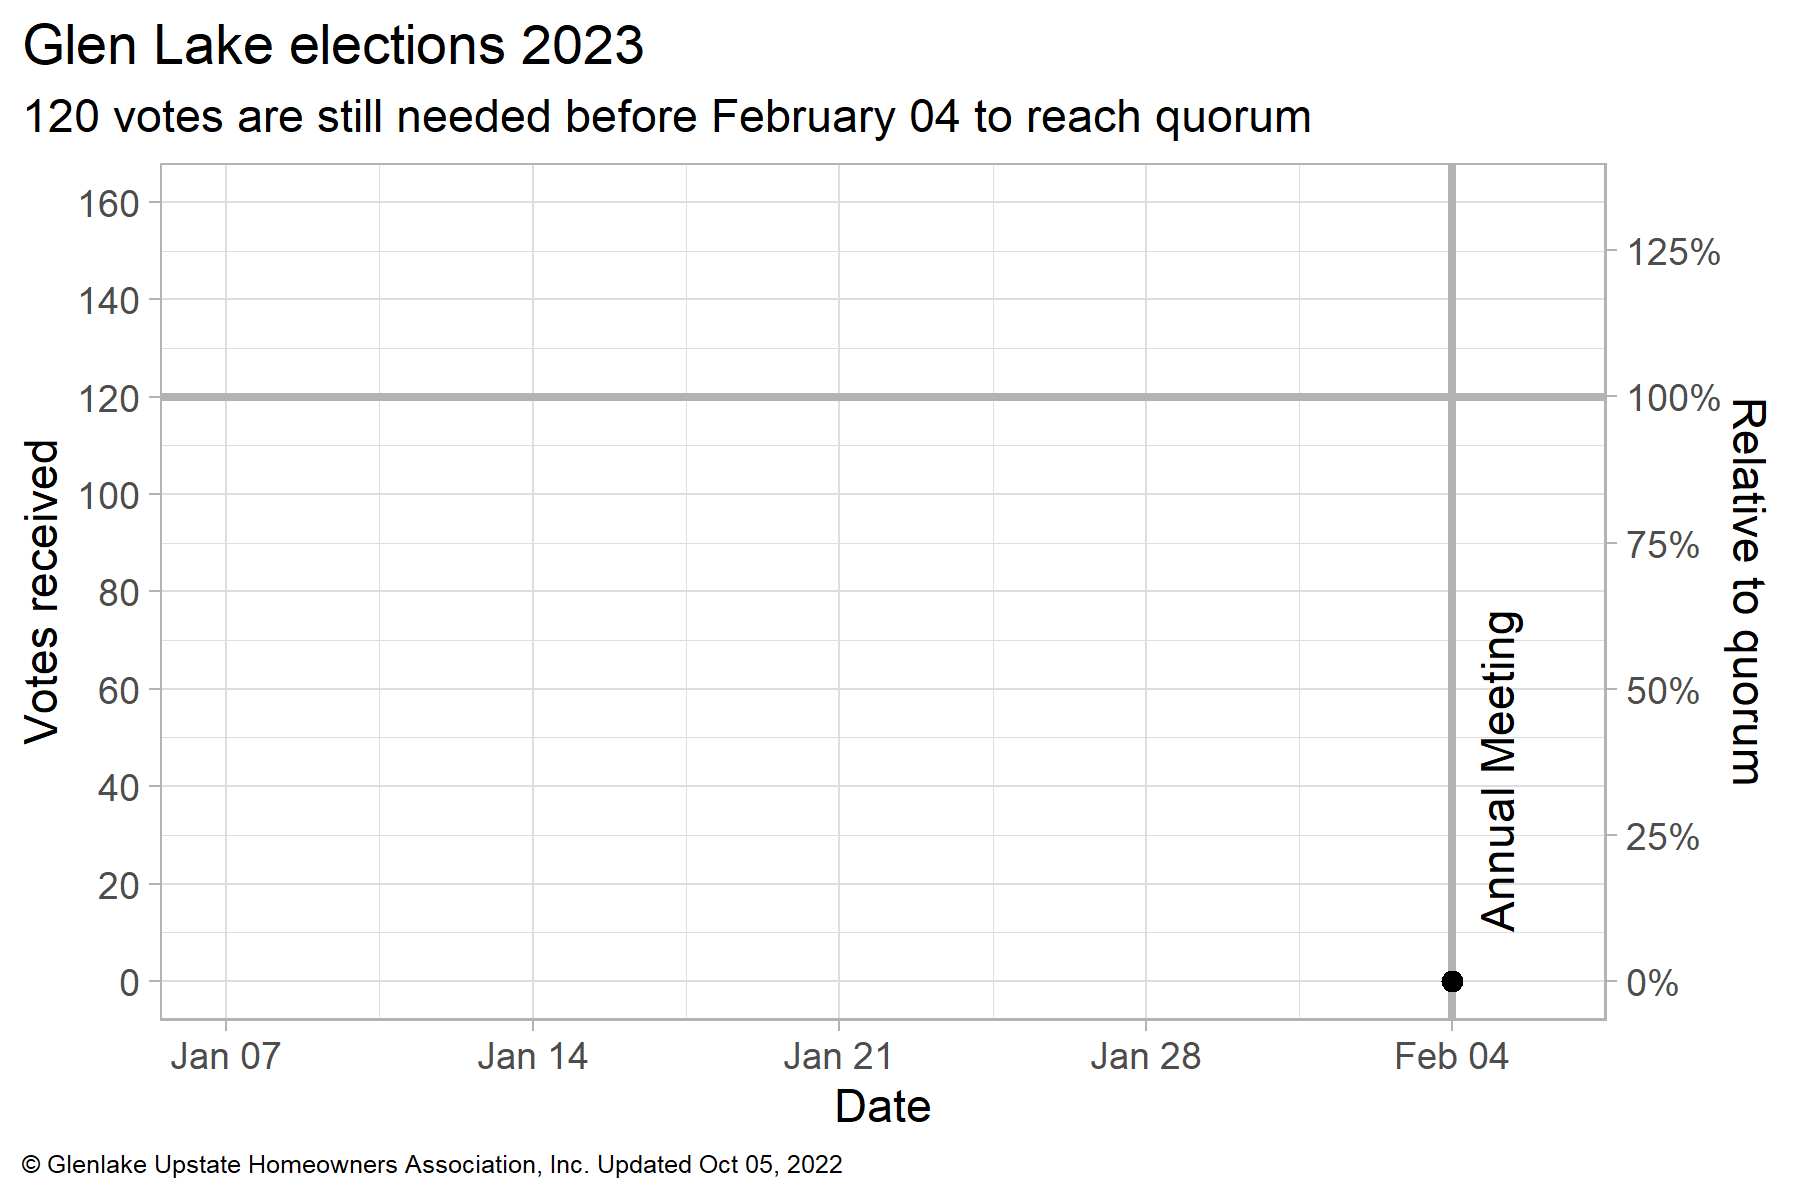 Glen Lake elections 2023
120 votes are still needed before February 04 to reach quorum
160
140
120
100
80
60
40
20
0
Votes received
125%
100%
75%
50%
25%
0%
Relative to quorum
Annual Meeting
Jan 07
Jan 14
Jan 21
Jan 28
Feb 04
Date
© Glenlake Upstate Homeowners Association, Inc. Updated Oct 05, 2022